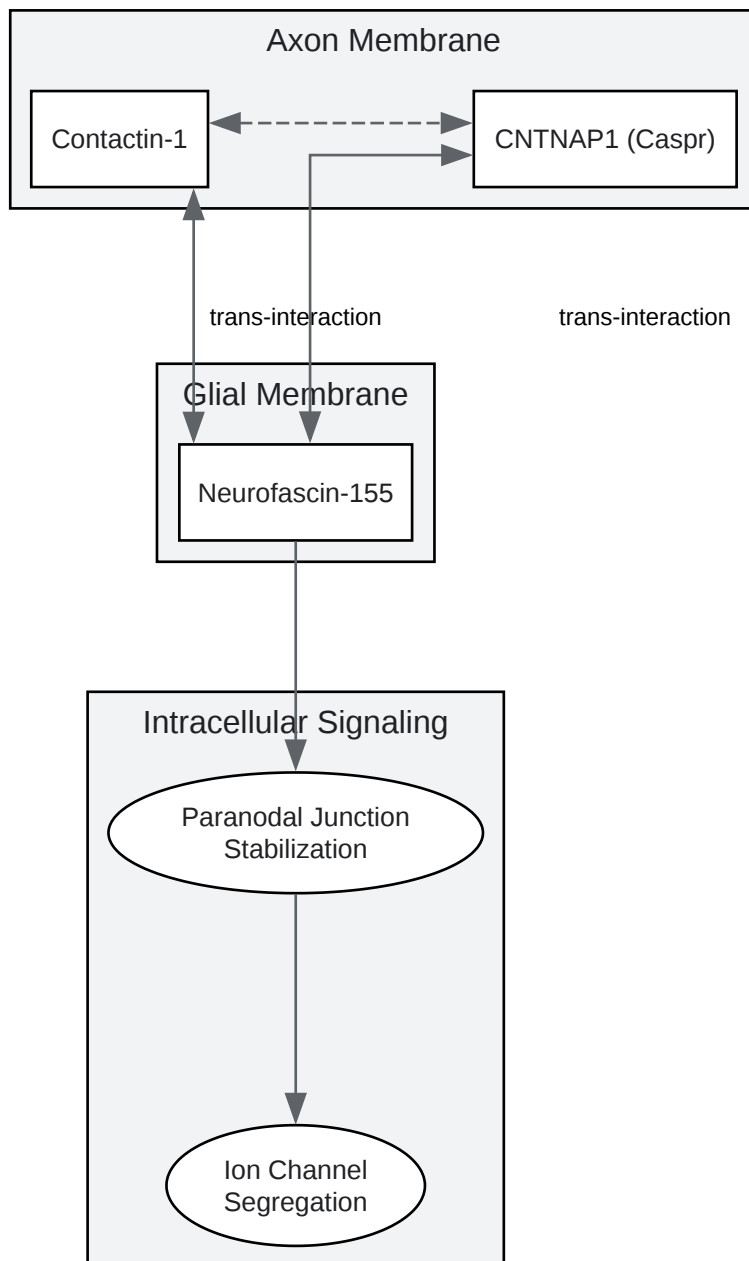 Axon Membrane
Contactin-1
CNTNAP1 (Caspr)
trans-interaction
trans-interaction
Glial Membrane
Neurofascin-155
Intracellular Signaling
Paranodal Junction
Stabilization
Ion Channel
Segregation